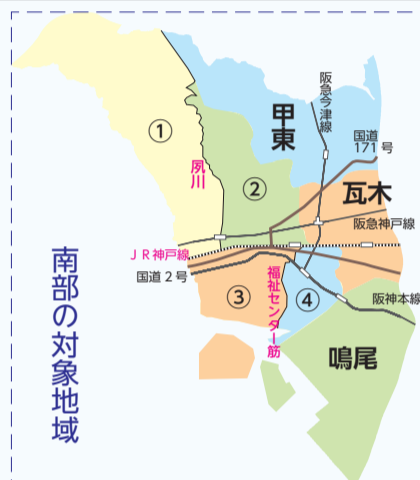 ①
夙川
②
甲東
阪急今津線
国道
171号
瓦木
阪急神戸線
JR神戸線
国道2号
③
福祉センター筋
④
阪神本線
鳴尾
南部の対象地域